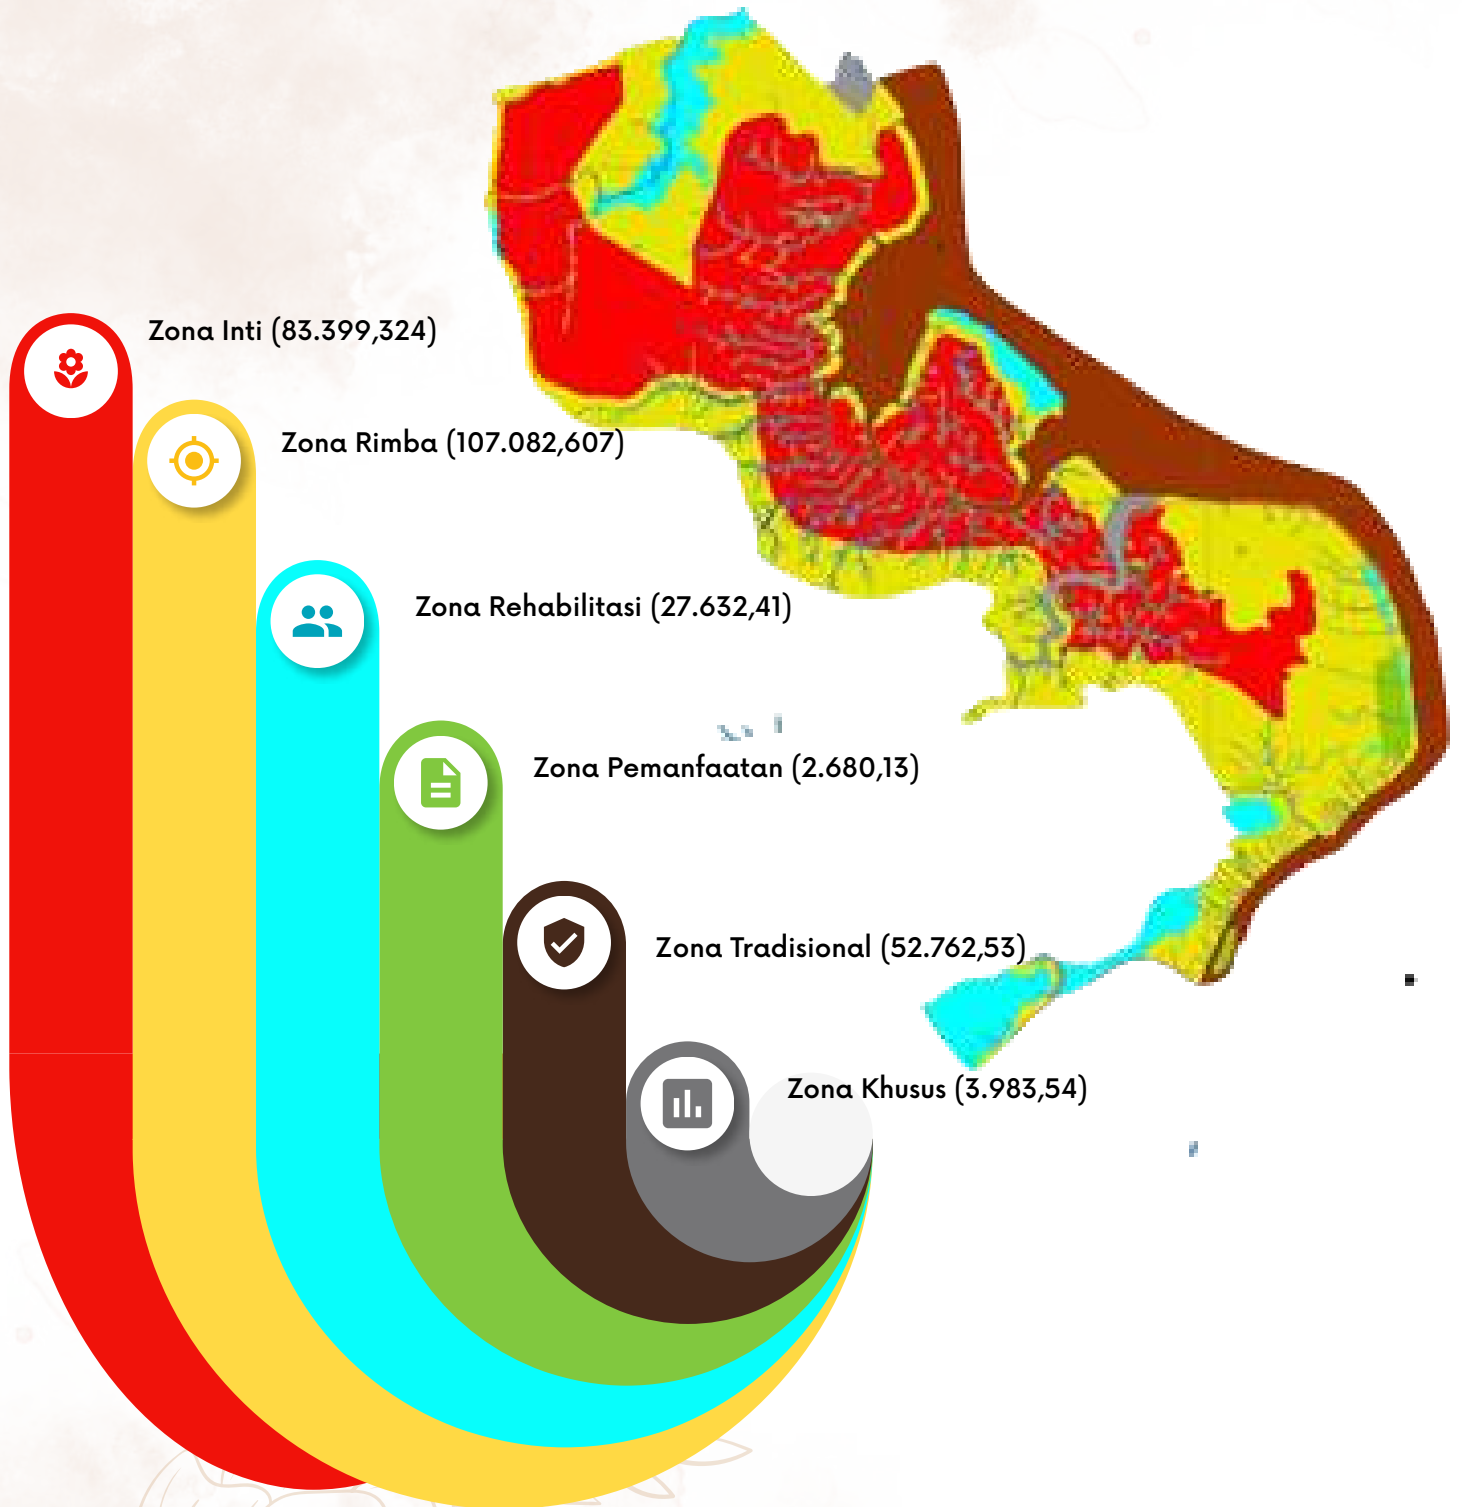 Zona Inti (83.399,324)
Zona Rimba (107.082,607)
Zona Rehabilitasi (27.632,41)
Zona Pemanfaatan (2.680,13)
Zona Tradisional (52.762,53)
Zona Khusus (3.983,54)